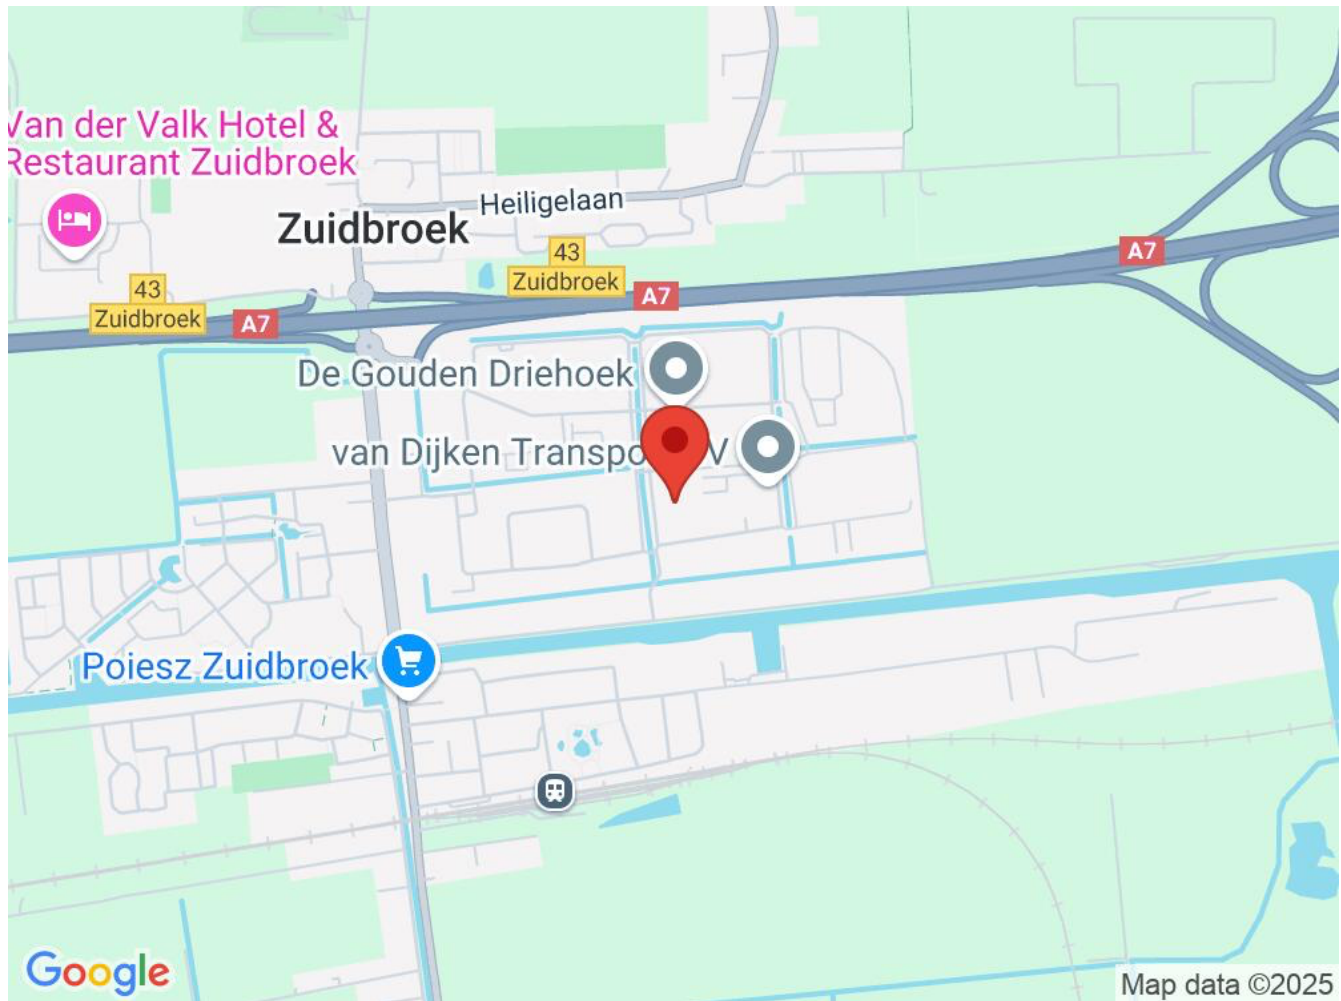 Van der Valk Hotel &
Restaurant Zuidbroek
Heiligelaan
Zuidbroek
43
Zuidbroek
A7
43
Zuidbroek
A7
A7
De Gouden Driehoek
van Dijken Transpo V
Poiesz Zuidbroek
Google
Map data ©2025